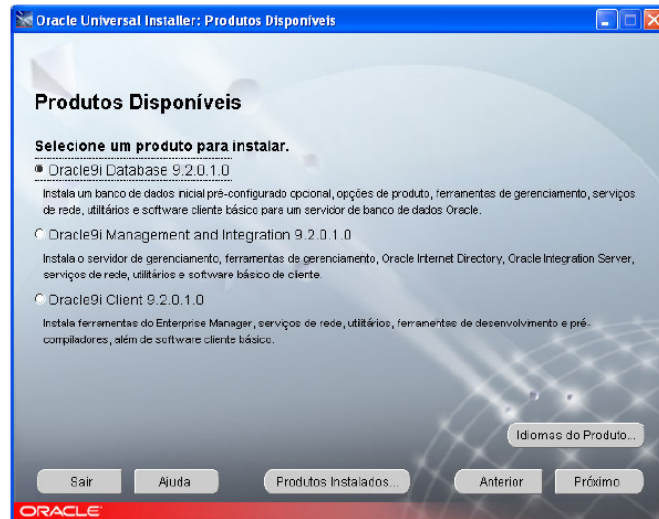 Oracle Universal Installer: Produtos Disponíveis
Produtos Disponíveis
Selecione um produto para instalar.
Oracle9i Database 9.2.0.1.0
Instala um banco de dados inicial pré-configurado opcional, opções de produto, ferramentas de gerenciamento, serviços
de rede, utilitários e software cliente básico para um servidor de banco de dados Oracle.
Oracle9i Management and Integration 9.2.0.1.0
Instala o servidor de gerenciamento, ferramentas de gerenciamento, Oracle Internet Directory, Oracle Integration Server,
serviços de rede, utilitários e software básico de cliente.
Oracle9i Client 9.2.0.1.0
Instala ferramentas do Enterprise Manager, serviços de rede, utilitários, ferramentas de desenvolvimento e pré-
compiladores, além de software cliente básico.
Idiomas do Produto...
Sair
Ajuda
Produtos Instalados...
Anterior
Próximo
ORACLE